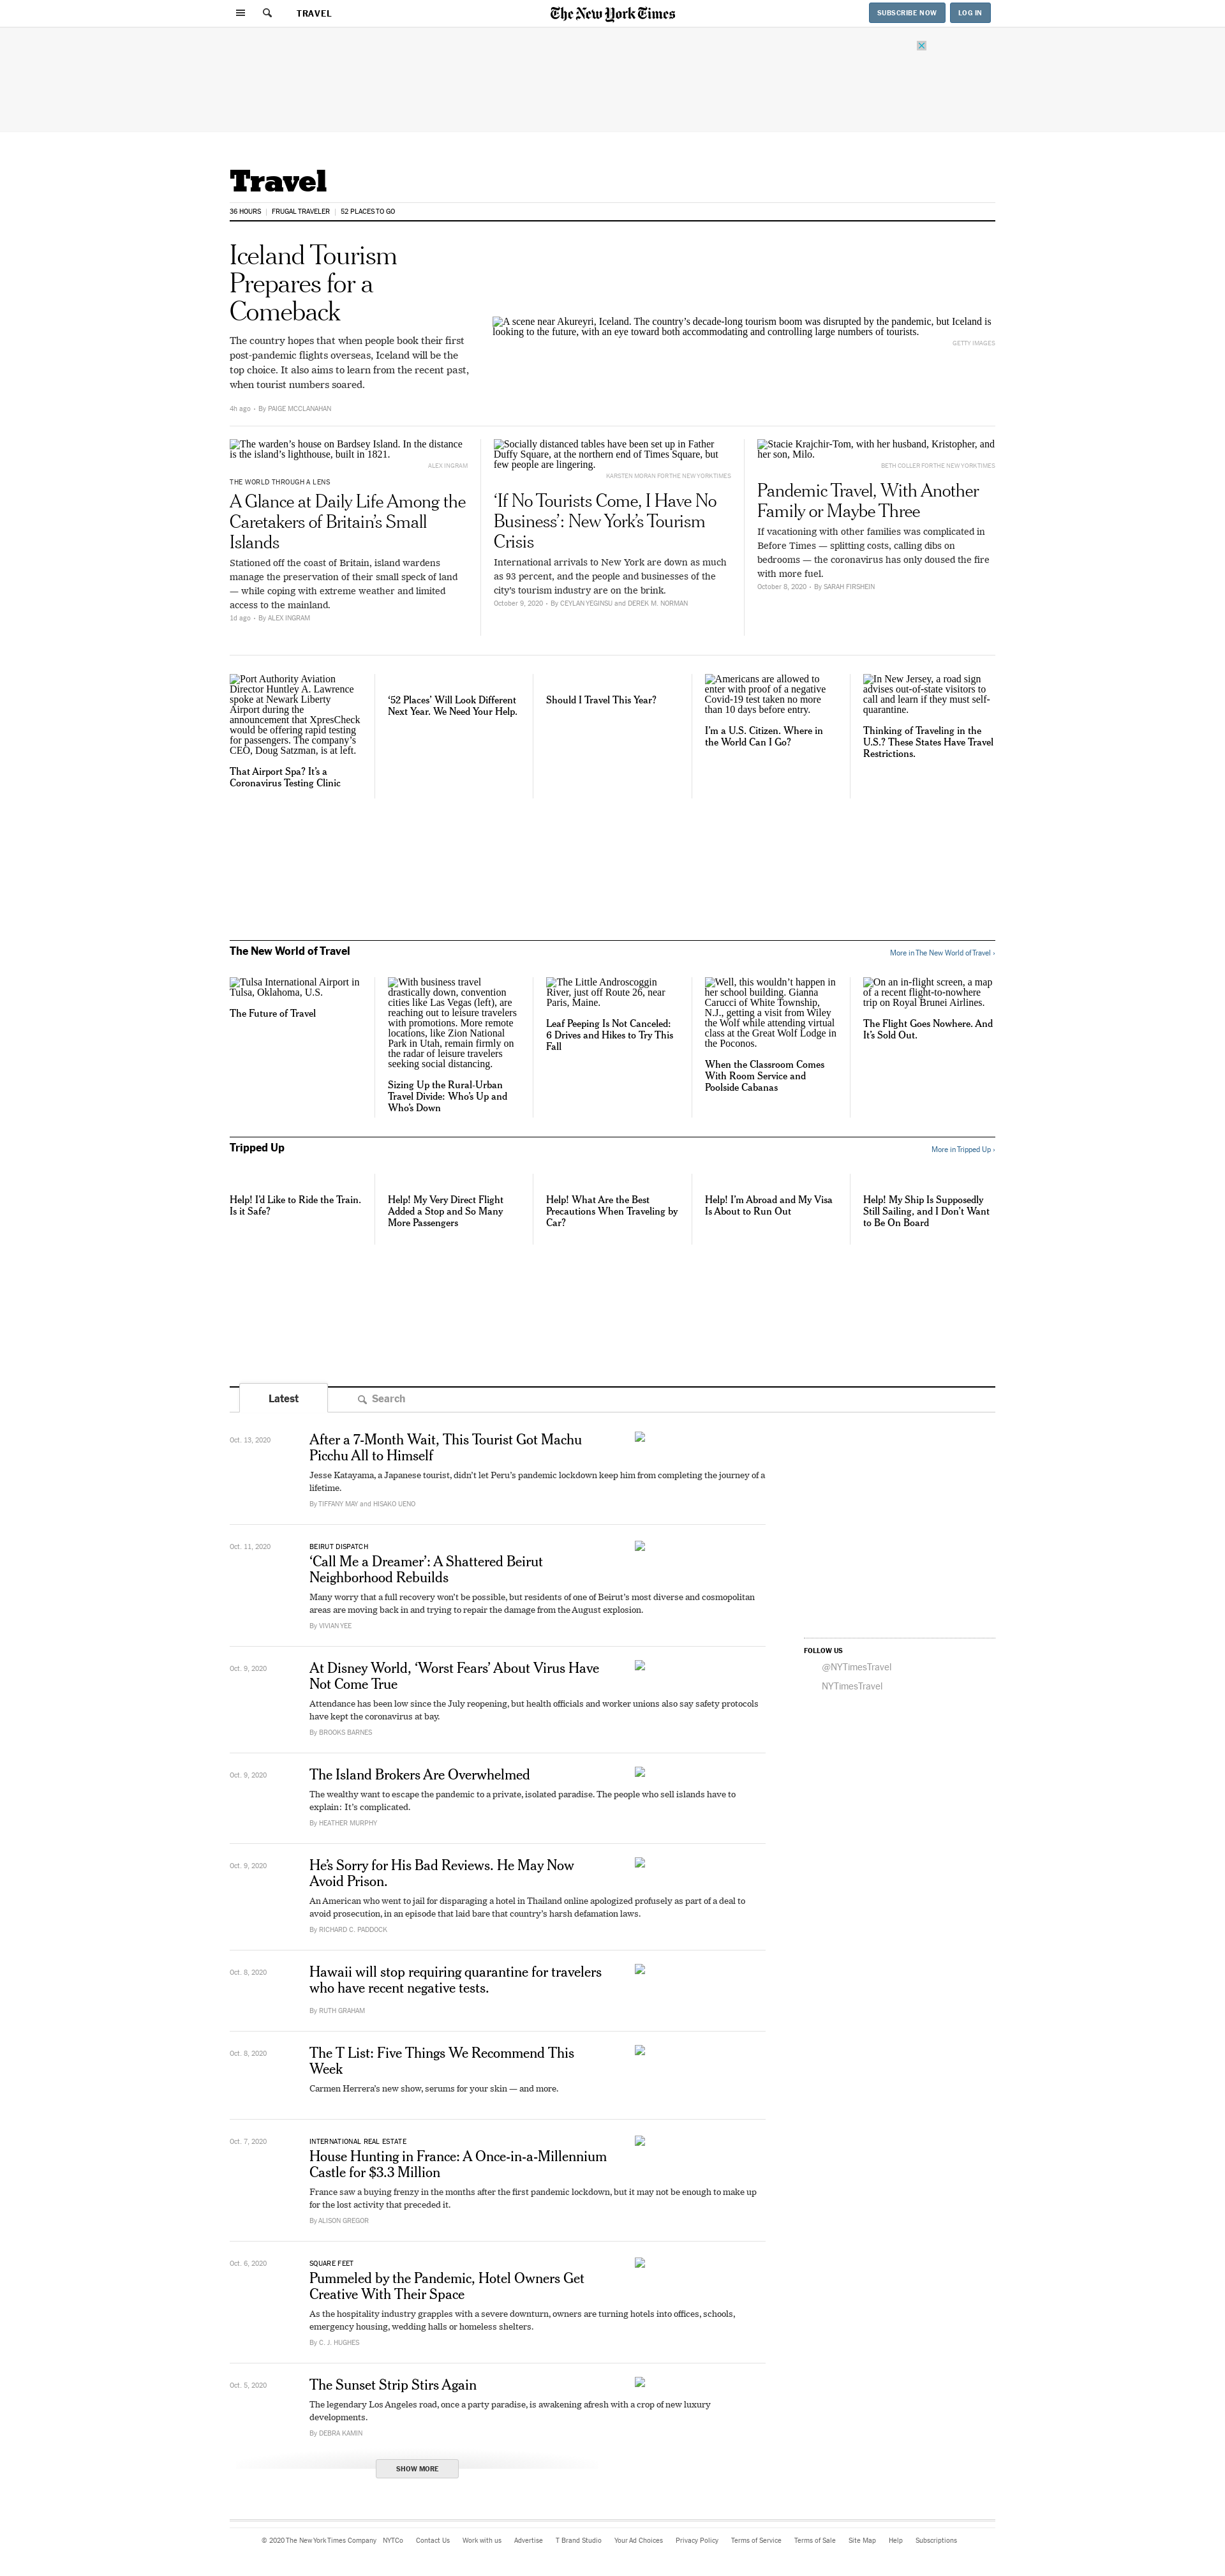 TRAVEL
The New York Times
SUBSCRIBE NOW
LOG IN
Travel
36 HOURS
FRUGAL TRAVELER
52 PLACES TO GO
Iceland Tourism
Prepares for a
Comeback
The country hopes that when people book their first
post-pandemic flights overseas, Iceland will be the
top choice. It also aims to learn from the recent past,
when tourist numbers soared.
4h ago - By PAIGE MCCLANAHAN
A scene near Akureyri, Iceland. The country’s decade-long tourism boom was disrupted by the pandemic, but Iceland is
looking to the future, with an eye toward both accommodating and controlling large numbers of tourists.
GETTY IMAGES
The warden’s house on Bardsey Island. In the distance
is the island’s lighthouse, built in 1821.
ALEX INGRAM
THE WORLD THROUGH A LENS
A Glance at Daily Life Among the
Caretakers of Britain’s Small
Islands
Stationed off the coast of Britain, island wardens
manage the preservation of their small speck of land
— while coping with extreme weather and limited
access to the mainland.
1d ago - By ALEX INGRAM
Socially distanced tables have been set up in Father
Duffy Square, at the northern end of Times Square, but
few people are lingering.
KARSTEN MORAN FOR THE NEW YORK TIMES
‘If No Tourists Come, I Have No
Business’: New York’s Tourism
Crisis
International arrivals to New York are down as much
as 93 percent, and the people and businesses of the
city’s tourism industry are on the brink.
October 9, 2020 - By CEYLAN YEGINSU and DEREK M. NORMAN
Stacie Krajchir-Tom, with her husband, Kristopher, and
her son, Milo.
BETH COLLER FOR THE NEW YORK TIMES
Pandemic Travel, With Another
Family or Maybe Three
If vacationing with other families was complicated in
Before Times — splitting costs, calling dibs on
bedrooms — the coronavirus has only doused the fire
with more fuel.
October 8, 2020 - By SARAH FIRSHEIN
Port Authority Aviation
Director Huntley A. Lawrence
spoke at Newark Liberty
Airport during the
announcement that XpresCheck
would be offering rapid testing
for passengers. The company’s
CEO, Doug Satzman, is at left.
That Airport Spa? It’s a
Coronavirus Testing Clinic
‘52 Places’ Will Look Different
Next Year. We Need Your Help.
Should I Travel This Year?
Americans are allowed to
enter with proof of a negative
Covid-19 test taken no more
than 10 days before entry.
I’m a U.S. Citizen. Where in
the World Can I Go?
In New Jersey, a road sign
advises out-of-state visitors to
call and learn if they must self-
quarantine.
Thinking of Traveling in the
U.S.? These States Have Travel
Restrictions.
The New World of Travel
More in The New World of Travel ›
Tulsa International Airport in
Tulsa, Oklahoma, U.S.
The Future of Travel
With business travel
drastically down, convention
cities like Las Vegas (left), are
reaching out to leisure travelers
with promotions. More remote
locations, like Zion National
Park in Utah, remain firmly on
the radar of leisure travelers
seeking social distancing.
Sizing Up the Rural-Urban
Travel Divide: Who’s Up and
Who’s Down
The Little Androscoggin
River, just off Route 26, near
Paris, Maine.
Leaf Peeping Is Not Canceled:
6 Drives and Hikes to Try This
Fall
Well, this wouldn’t happen in
her school building. Gianna
Carucci of White Township,
N.J., getting a visit from Wiley
the Wolf while attending virtual
class at the Great Wolf Lodge in
the Poconos.
When the Classroom Comes
With Room Service and
Poolside Cabanas
On an in-flight screen, a map
of a recent flight-to-nowhere
trip on Royal Brunei Airlines.
The Flight Goes Nowhere. And
It’s Sold Out.
Tripped Up
More in Tripped Up ›
Help! I’d Like to Ride the Train.
Is it Safe?
Help! My Very Direct Flight
Added a Stop and So Many
More Passengers
Help! What Are the Best
Precautions When Traveling by
Car?
Help! I’m Abroad and My Visa
Is About to Run Out
Help! My Ship Is Supposedly
Still Sailing, and I Don’t Want
to Be On Board
Latest
Search
Oct. 13, 2020
After a 7-Month Wait, This Tourist Got Machu
Picchu All to Himself
Jesse Katayama, a Japanese tourist, didn’t let Peru’s pandemic lockdown keep him from completing the journey of a
lifetime.
By TIFFANY MAY and HISAKO UENO
Oct. 11, 2020
BEIRUT DISPATCH
‘Call Me a Dreamer’: A Shattered Beirut
Neighborhood Rebuilds
Many worry that a full recovery won’t be possible, but residents of one of Beirut’s most diverse and cosmopolitan
areas are moving back in and trying to repair the damage from the August explosion.
By VIVIAN YEE
FOLLOW US
@NYTimesTravel
NYTimesTravel
Oct. 9, 2020
At Disney World, ‘Worst Fears’ About Virus Have
Not Come True
Attendance has been low since the July reopening, but health officials and worker unions also say safety protocols
have kept the coronavirus at bay.
By BROOKS BARNES
Oct. 9, 2020
The Island Brokers Are Overwhelmed
The wealthy want to escape the pandemic to a private, isolated paradise. The people who sell islands have to
explain: It’s complicated.
By HEATHER MURPHY
Oct. 9, 2020
He’s Sorry for His Bad Reviews. He May Now
Avoid Prison.
An American who went to jail for disparaging a hotel in Thailand online apologized profusely as part of a deal to
avoid prosecution, in an episode that laid bare that country’s harsh defamation laws.
By RICHARD C. PADDOCK
Oct. 8, 2020
Hawaii will stop requiring quarantine for travelers
who have recent negative tests.
By RUTH GRAHAM
Oct. 8, 2020
The T List: Five Things We Recommend This
Week
Carmen Herrera’s new show, serums for your skin — and more.
Oct. 7, 2020
INTERNATIONAL REAL ESTATE
House Hunting in France: A Once-in-a-Millennium
Castle for $3.3 Million
France saw a buying frenzy in the months after the first pandemic lockdown, but it may not be enough to make up
for the lost activity that preceded it.
By ALISON GREGOR
Oct. 6, 2020
SQUARE FEET
Pummeled by the Pandemic, Hotel Owners Get
Creative With Their Space
As the hospitality industry grapples with a severe downturn, owners are turning hotels into offices, schools,
emergency housing, wedding halls or homeless shelters.
By C. J. HUGHES
Oct. 5, 2020
The Sunset Strip Stirs Again
The legendary Los Angeles road, once a party paradise, is awakening afresh with a crop of new luxury
developments.
By DEBRA KAMIN
SHOW MORE
© 2020 The New York Times Company NYTCo Contact Us Work with us Advertise T Brand Studio Your Ad Choices Privacy Policy Terms of Service Terms of Sale Site Map Help Subscriptions